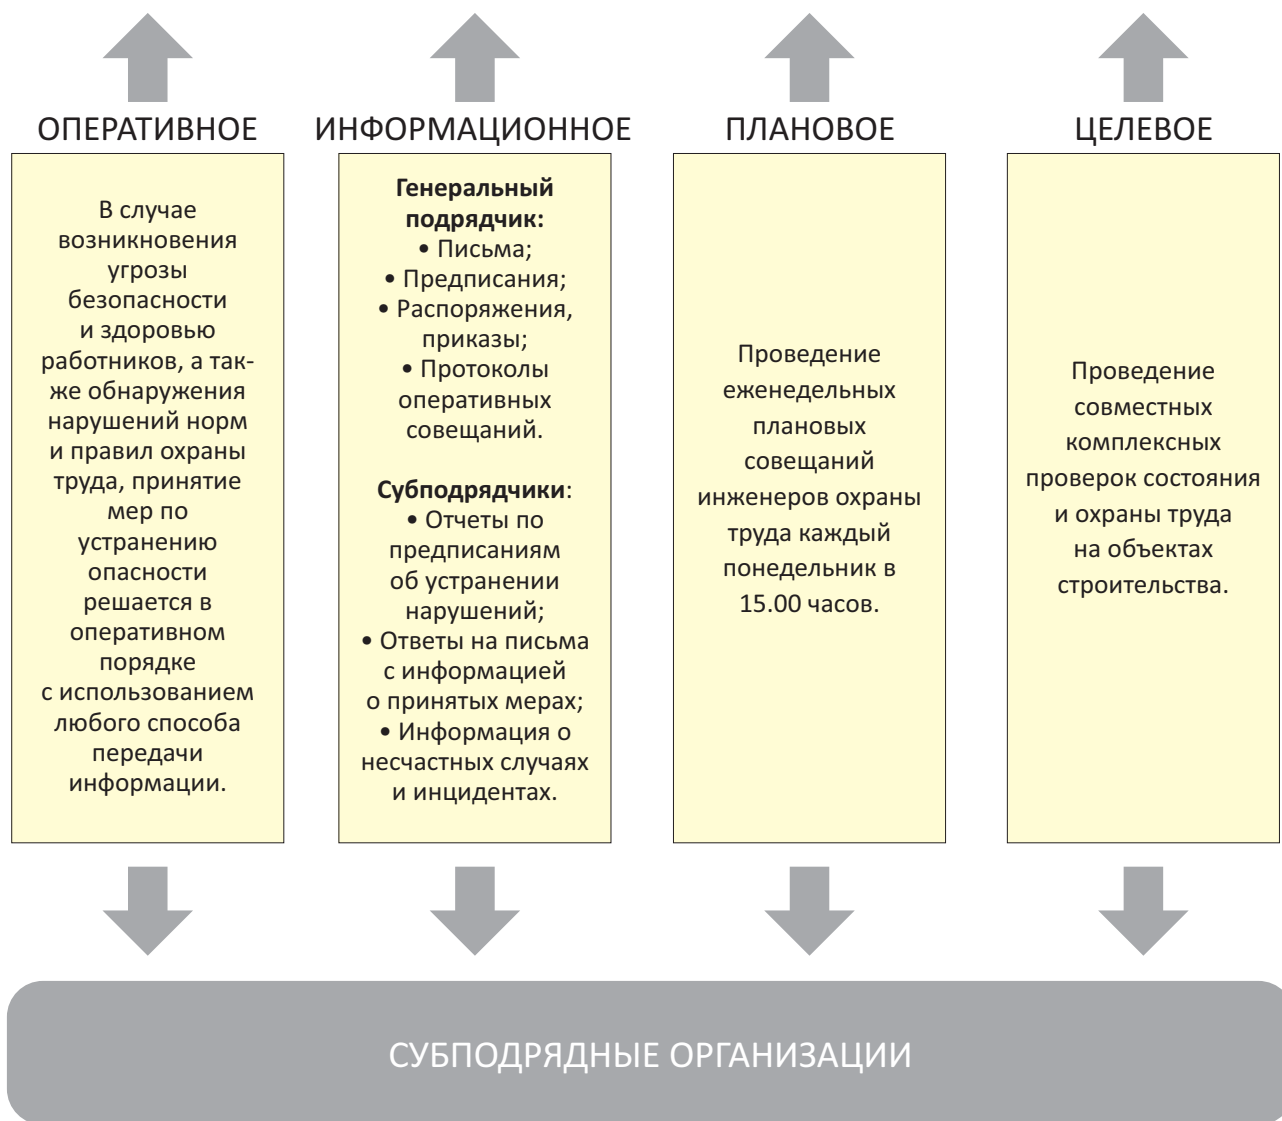 ОПЕРАТИВНОЕ
В случае
возникновения
угрозы
безопасности
и здоровью
работников, а так-
же обнаружения
нарушений норм
и правил охраны
труда, принятие
мер по
устранению
опасности
решается в
оперативном
порядке
с использованием
любого способа
передачи
информации.
ИНФОРМАЦИОННОЕ
Генеральный
подрядчик:
• Письма;
• Предписания;
• Распоряжения,
приказы;
• Протоколы
оперативных
совещаний.
Субподрядчики:
• Отчеты по
предписаниям
об устранении
нарушений;
• Ответы на письма
с информацией
о принятых мерах;
• Информация о
несчастных случаях
и инцидентах.
ПЛАНОВОЕ
Проведение
еженедельных
плановых
совещаний
инженеров охраны
труда каждый
понедельник в
15.00 часов.
ЦЕЛЕВОЕ
Проведение
совместных
комплексных
проверок состояния
и охраны труда
на объектах
строительства.
СУБПОДРЯДНЫЕ ОРГАНИЗАЦИИ